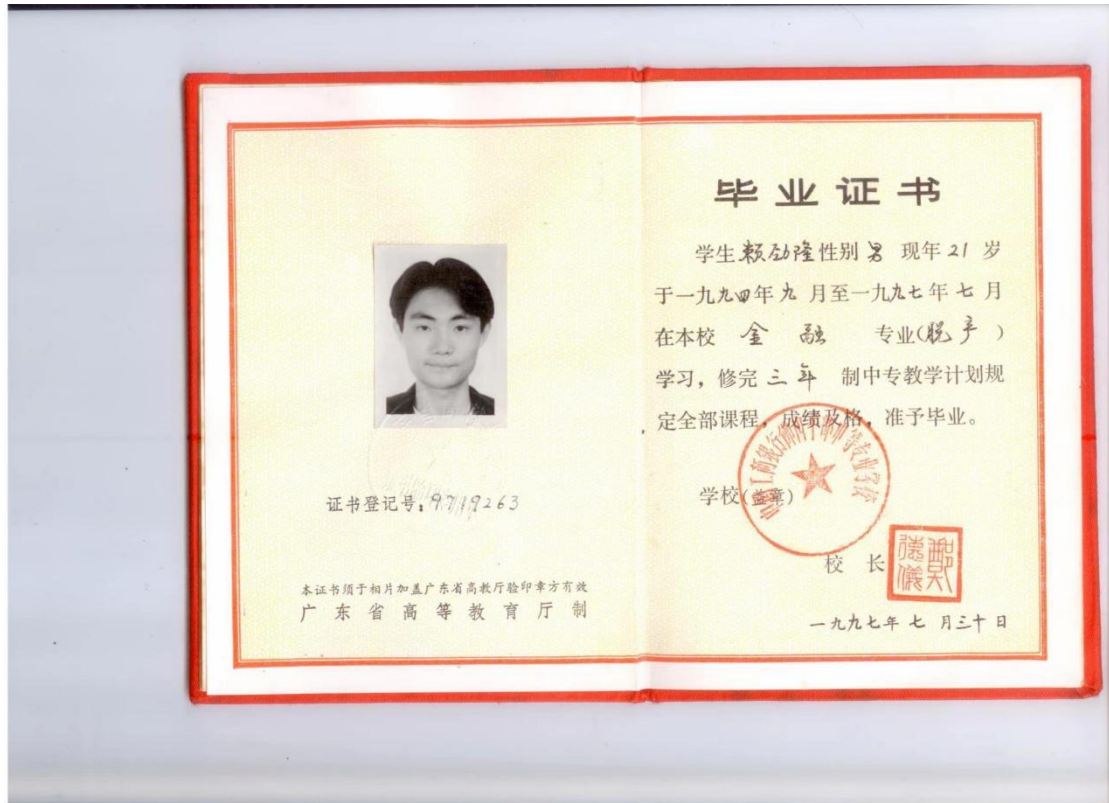 证书登记号：9719263
本证书须于相片加盖广东省高教厅验印章方有效
广东省高等教育厅制
毕业证书
学生赖劲隆性别男 现年21岁
于一九九四年九月至一九九七年七月
在本校 金融 专业(脱产)
学习，修完三年 制中专教学计划规
定全部课程，成绩及格，准予毕业。
学校(盖章)
校长
鄭德儀
一九九七年七月三十日